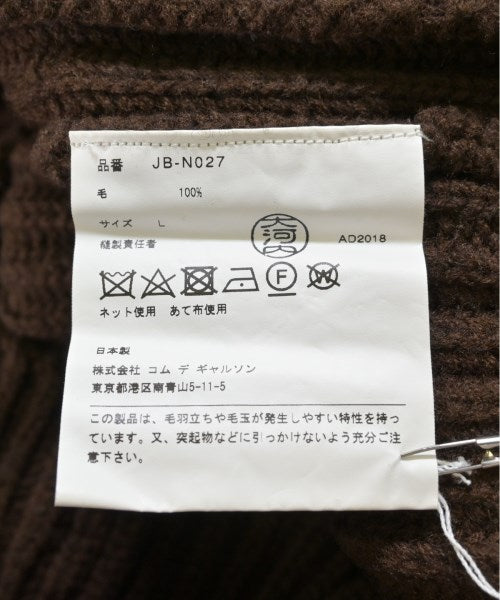 品番 JB-N027
毛 100%
サイズ L
縫製責任者 大河内 AD2018
F W
ネット使用 あて布使用
日本製
株式会社 コム デ ギャルソン
東京都港区南青山5-11-5
この製品は、毛羽立ちや毛玉が発生しやすい特性を持っ
ています。又、突起物などに引っかけないよう充分ご注
意下さい。